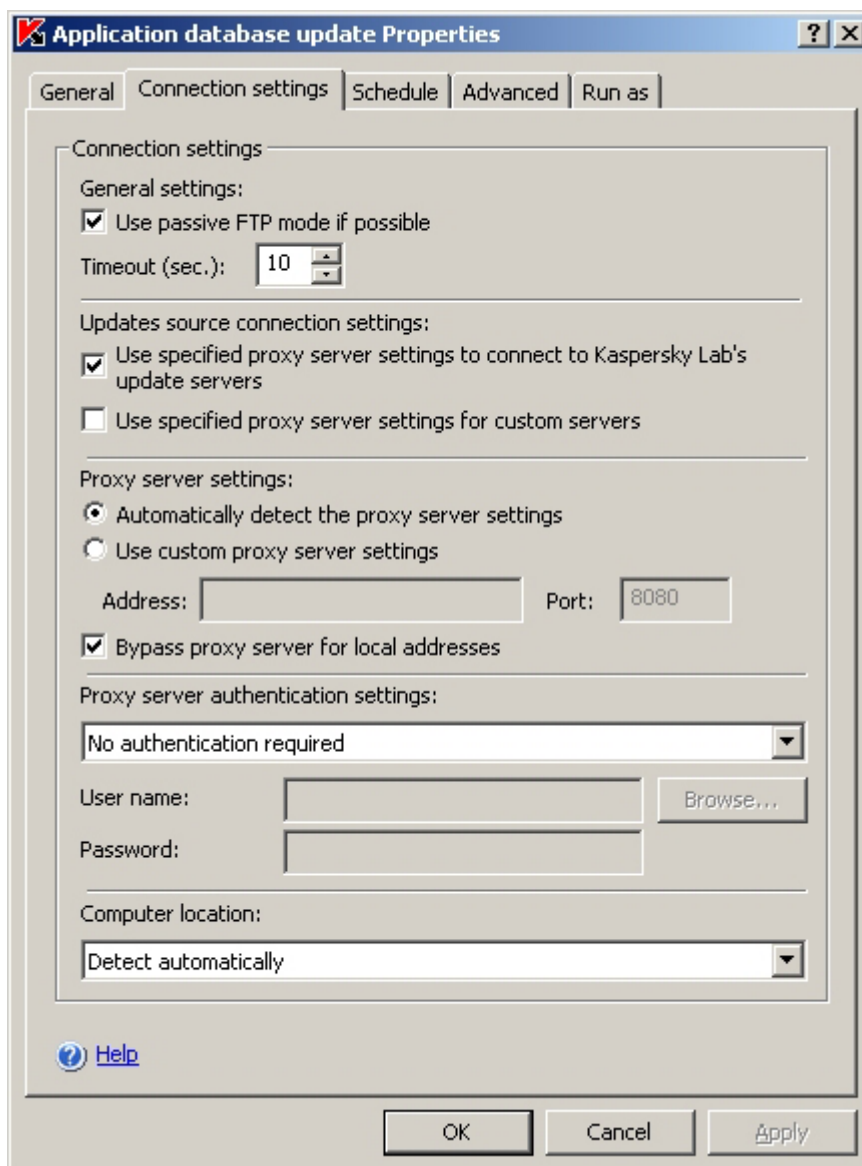 Application database update Properties
General Connection settings Schedule Advanced Run as
Connection settings
General settings:
Use passive FTP mode if possible
Timeout (sec.): 10
Updates source connection settings:
Use specified proxy server settings to connect to Kaspersky Lab's
update servers
Use specified proxy server settings for custom servers
Proxy server settings:
Automatically detect the proxy server settings
Use custom proxy server settings
Address: Port: 8080
Bypass proxy server for local addresses
Proxy server authentication settings:
No authentication required
User name: Browse...
Password:
Computer location:
Detect automatically
Help
OK Cancel Apply